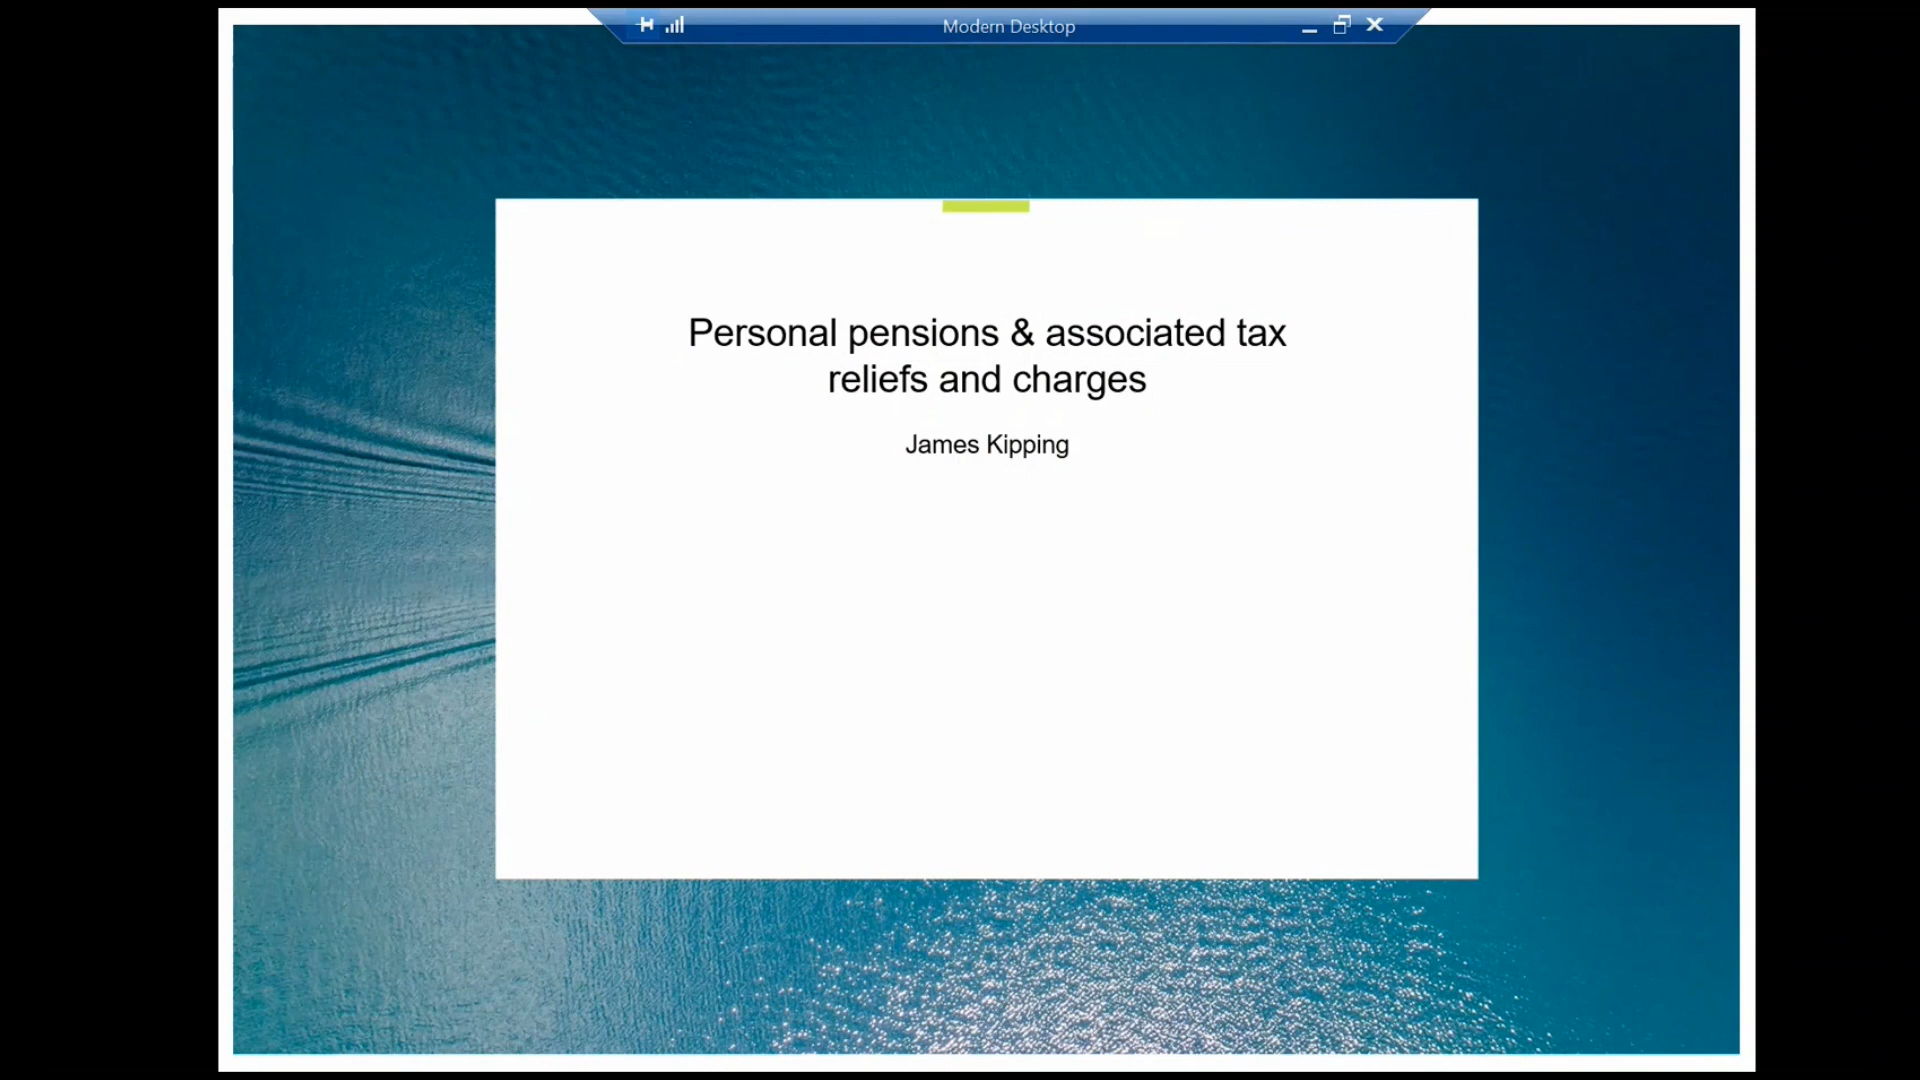 Modern Desktop
Personal pensions & associated tax
reliefs and charges
James Kipping